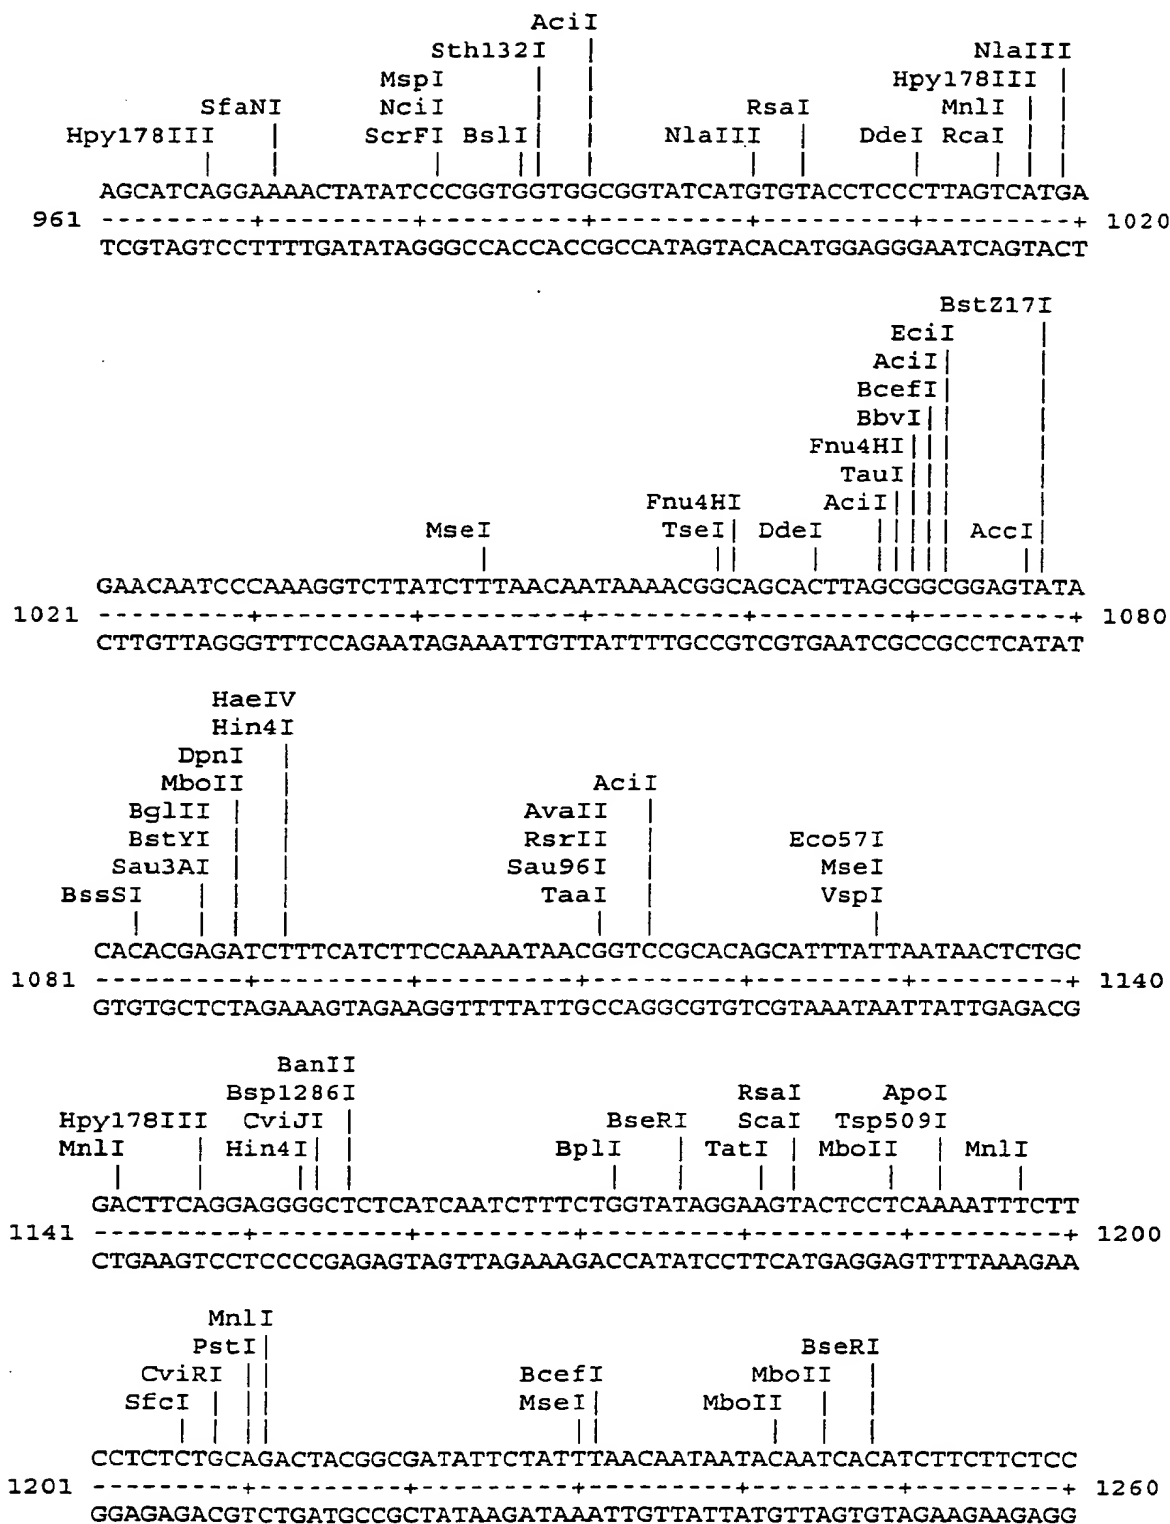 AciI
Sth132I
NlaIII
MspI
Hpy178III
SfaNI
NciI
RsaI
MnlI
Hpy178III
ScrFI
BslI
NlaIII
DdeI
RcaI
AGCATCAGGAAAACTATATCCCGGTGGTGGCGGTATCATGTGTACCTCCCTTAGTCATGA
961 ---------+---------+---------+---------+---------+---------+ 1020
TCGTAGTCCTTTTGATATAGGGCCACCACCGCCATAGTACACATGGAGGGAATCAGTACT
BstZ17I
EciI
AciI
BcefI
BbvI
Fnu4HI
TauI
Fnu4HI
AciI
MseI
TseI
DdeI
AccI
GAACAATCCCAAAGGTCTTATCTTTAACAATAAAACGGCAGCACTTAGCGGCGGAGTATA
1021 ---------+---------+---------+---------+---------+---------+ 1080
CTTGTTAGGGTTTCCAGAATAGAAATTGTTATTTTGCCGTCGTGAATCGCCGCCTCATAT
HaeIV
Hin4I
DpnI
MboII
AciI
BglII
AvaII
BstYI
RsrII
Eco57I
Sau3AI
Sau96I
MseI
BssSI
TaaI
VspI
CACACGAGATCTTTCATCTTCCAAAATAACGGTCCGCACAGCATTTATTAATAACTCTGC
1081 ---------+---------+---------+---------+---------+---------+ 1140
GTGTGCTCTAGAAAGTAGAAGGTTTTATTGCCAGGCGTGTCGTAAATAATTATTGAGACG
BanII
Bsp1286I
RsaI
ApoI
Hpy178III
CviJI
BseRI
ScaI
Tsp509I
MnlI
Hin4I
BplI
TatI
MboII
MnlI
GACTTCAGGAGGGGCTCTCATCAATCTTTCTGGTATAGGAAGTACTCCTCAAAATTTCTT
1141 ---------+---------+---------+---------+---------+---------+ 1200
CTGAAGTCCTCCCCGAGAGTAGTTAGAAAGACCATATCCTTCATGAGGAGTTTTAAAGAA
MnlI
PstI
BseRI
CviRI
BcefI
MboII
SfcI
MseI
MboII
CCTCTCTGCAGACTACGGCGATATTCTATTTAACAATAATACAATCACATCTTCTTCTCC
1201 ---------+---------+---------+---------+---------+---------+ 1260
GGAGAGACGTCTGATGCCGCTATAAGATAAATTGTTATTATGTTAGTGTAGAAGAAGAGG